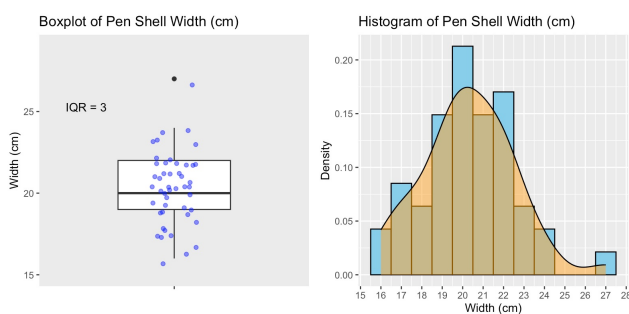 Boxplot of Pen Shell Width (cm)
IQR = 3
Width (cm)
25
20
15
Histogram of Pen Shell Width (cm)
Density
0.20
0.15
0.10
0.05
0.00
15 16 17 18 19 20 21 22 23 24 25 26 27 28
Width (cm)